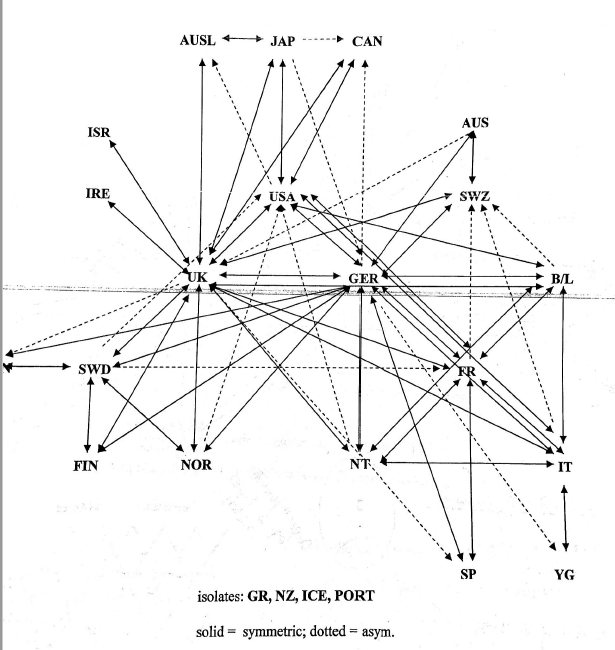 AUSL JAP CAN
AUS
ISR
IRE USA SWZ
UK GER B/L
SWD FR
FIN NOR NT IT
SP YG
isolates: GR, NZ, ICE, PORT
solid = symmetric; dotted = asym.